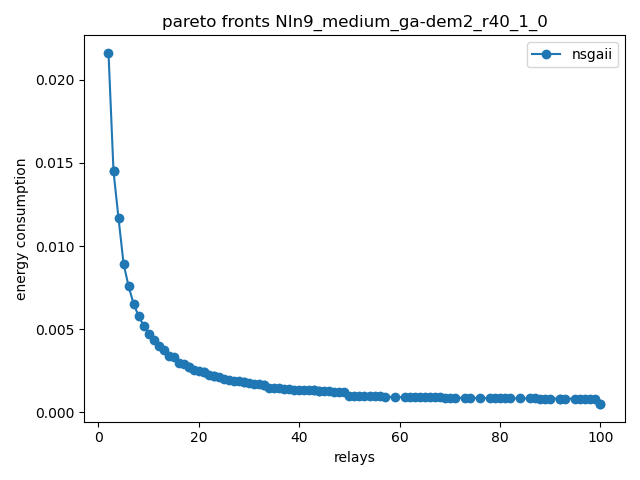 pareto fronts NIn9_medium_ga-dem2_r40_1_0
nsgaii
0.020
0.015
0.010
0.005
0.000
energy consumption
0 20 40 60 80 100
relays